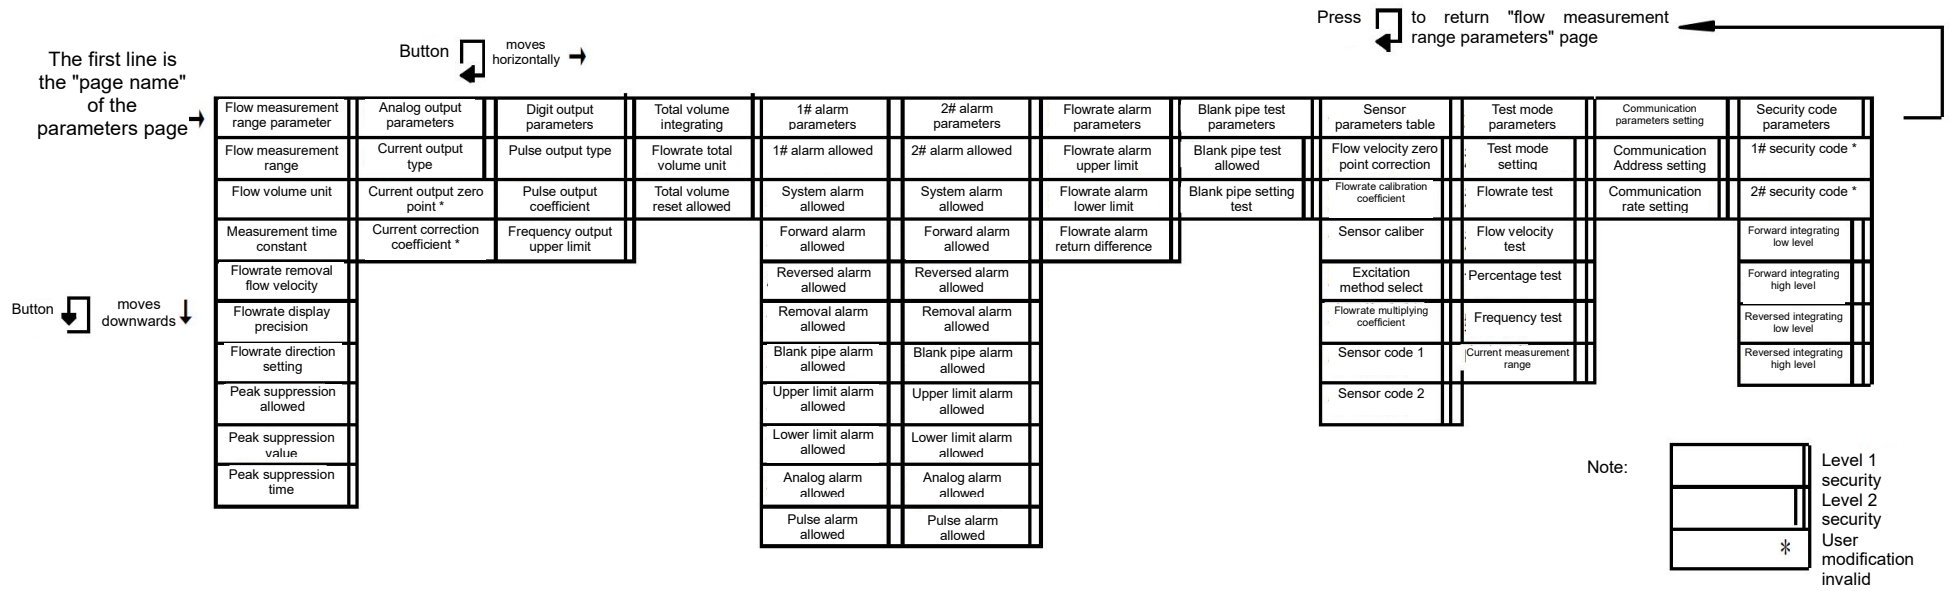 Press to return "flow measurement
range parameters" page
Button moves
horizontally
The first line is
the "page name"
of the
parameters page
Flow measurement
range parameter
Analog output
parameters
Digit output
parameters
Total volume
integrating
1# alarm
parameters
2# alarm
parameters
Flowrate alarm
parameters
Blank pipe test
parameters
Sensor
parameters table
Test mode
parameters
Communication
parameters setting
Security code
parameters
Flow measurement
range
Current output
type
Pulse output type
Flowrate total
volume unit
1# alarm allowed
2# alarm allowed
Flowrate alarm
upper limit
Blank pipe test
allowed
Flow velocity zero
point correction
Test mode
setting
Communication
Address setting
1# security code *
Flow volume unit
Current output zero
point *
Pulse output
coefficient
Total volume
reset allowed
System alarm
allowed
System alarm
allowed
Flowrate alarm
lower limit
Blank pipe setting
test
Flowrate calibration
coefficient
Flowrate test
Communication
rate setting
2# security code *
Measurement time
constant
Current correction
coefficient *
Frequency output
upper limit
Forward alarm
allowed
Forward alarm
allowed
Flowrate alarm
return difference
Sensor caliber
Flow velocity
test
Forward integrating
low level
Flowrate removal
flow velocity
Reversed alarm
allowed
Reversed alarm
allowed
Excitation
method select
Percentage test
Forward integrating
high level
Button moves
downwards
Flowrate display
precision
Removal alarm
allowed
Removal alarm
allowed
Flowrate multiplying
coefficient
Frequency test
Reversed integrating
low level
Flowrate direction
setting
Blank pipe alarm
allowed
Blank pipe alarm
allowed
Sensor code 1
Current measurement
range
Reversed integrating
high level
Peak suppression
allowed
Upper limit alarm
allowed
Upper limit alarm
allowed
Sensor code 2
Peak suppression
value
Lower limit alarm
allowed
Lower limit alarm
allowed
Peak suppression
time
Analog alarm
allowed
Analog alarm
allowed
Pulse alarm
allowed
Pulse alarm
allowed
Note:
Level 1
security
Level 2
security
* User
modification
invalid